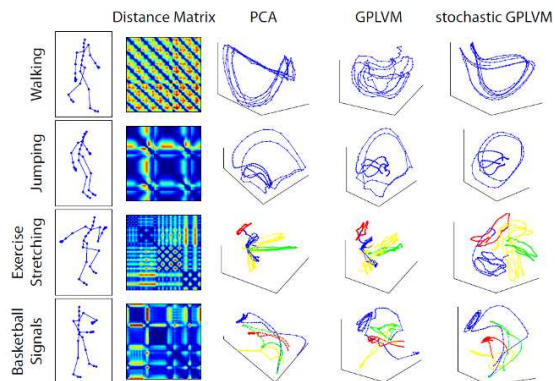 Distance Matrix PCA GPLVM stochastic GPLVM
Walking
Jumping
Exercise
Stretching
Basketball
Signals